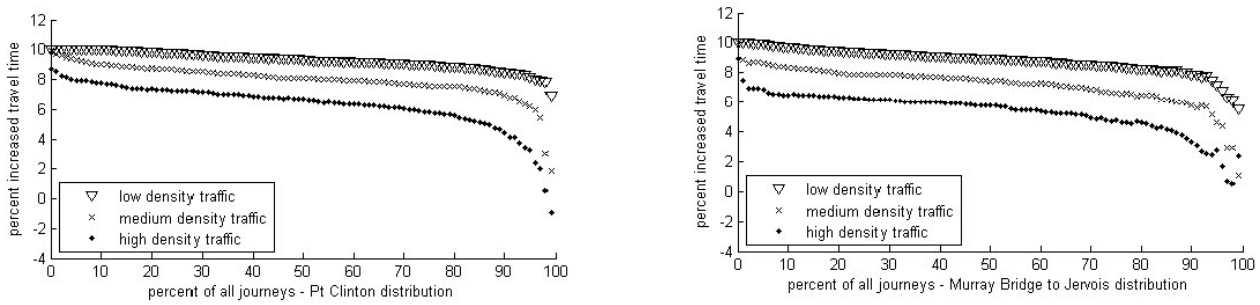 percent increased travel time
12
10
8
6
4
2
0
-2
-4
low density traffic
medium density traffic
high density traffic
0 10 20 30 40 50 60 70 80 90 100
percent of all journeys - Pt Clinton distribution
percent increased travel time
12
10
8
6
4
2
0
-2
-4
low density traffic
medium density traffic
high density traffic
0 10 20 30 40 50 60 70 80 90 100
percent of all journeys - Murray Bridge to Jervois distribution